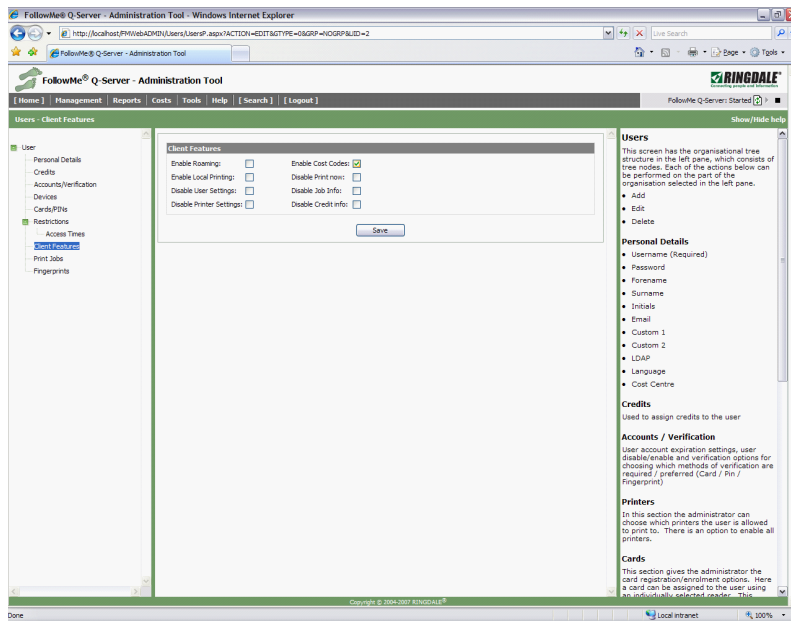 FollowMe® Q-Server - Administration Tool - Windows Internet Explorer
http://localhost/FMWebADMIN/Users/UsersP.aspx?ACTION=EDIT&GTYPE=0&GRP=NOGRP&UID=2
Live Search
FollowMe® Q-Server - Administration Tool
Page
Tools
FollowMe® Q-Server - Administration Tool
RINGDALE®
Connecting people and information
[ Home ] Management Reports Costs Tools Help [ Search ] [ Logout ]
FollowMe Q-Server: Started
Users - Client Features
Show/Hide help
User
Personal Details
Credits
Accounts/Verification
Devices
Cards/PINs
Restrictions
Access Times
Client Features
Print Jobs
Fingerprints
Client Features
Enable Roaming: Enable Cost Codes:
Enable Local Printing: Disable Print now:
Disable User Settings: Disable Job Info:
Disable Printer Settings: Disable Credit info:
Save
Users
This screen has the organisational tree
structure in the left pane, which consists of
tree nodes. Each of the actions below can
be performed on the part of the
organisation selected in the left pane.
• Add
• Edit
• Delete
Personal Details
• Username (Required)
• Password
• Forename
• Surname
• Initials
• Email
• Custom 1
• Custom 2
• LDAP
• Language
• Cost Centre
Credits
Used to assign credits to the user
Accounts / Verification
User account expiration settings, user
disable/enable and verification options for
choosing which methods of verification are
required / preferred (Card / Pin /
Fingerprint)
Printers
In this section the administrator can
choose which printers the user is allowed
to print to. There is an option to enable all
printers.
Cards
This section gives the administrator the
card registration/enrolment options. Here
a card can be assigned to the user using
an individually selected reader. This
Copyright © 2004-2007 RINGDALE®
Done
Local intranet
100%